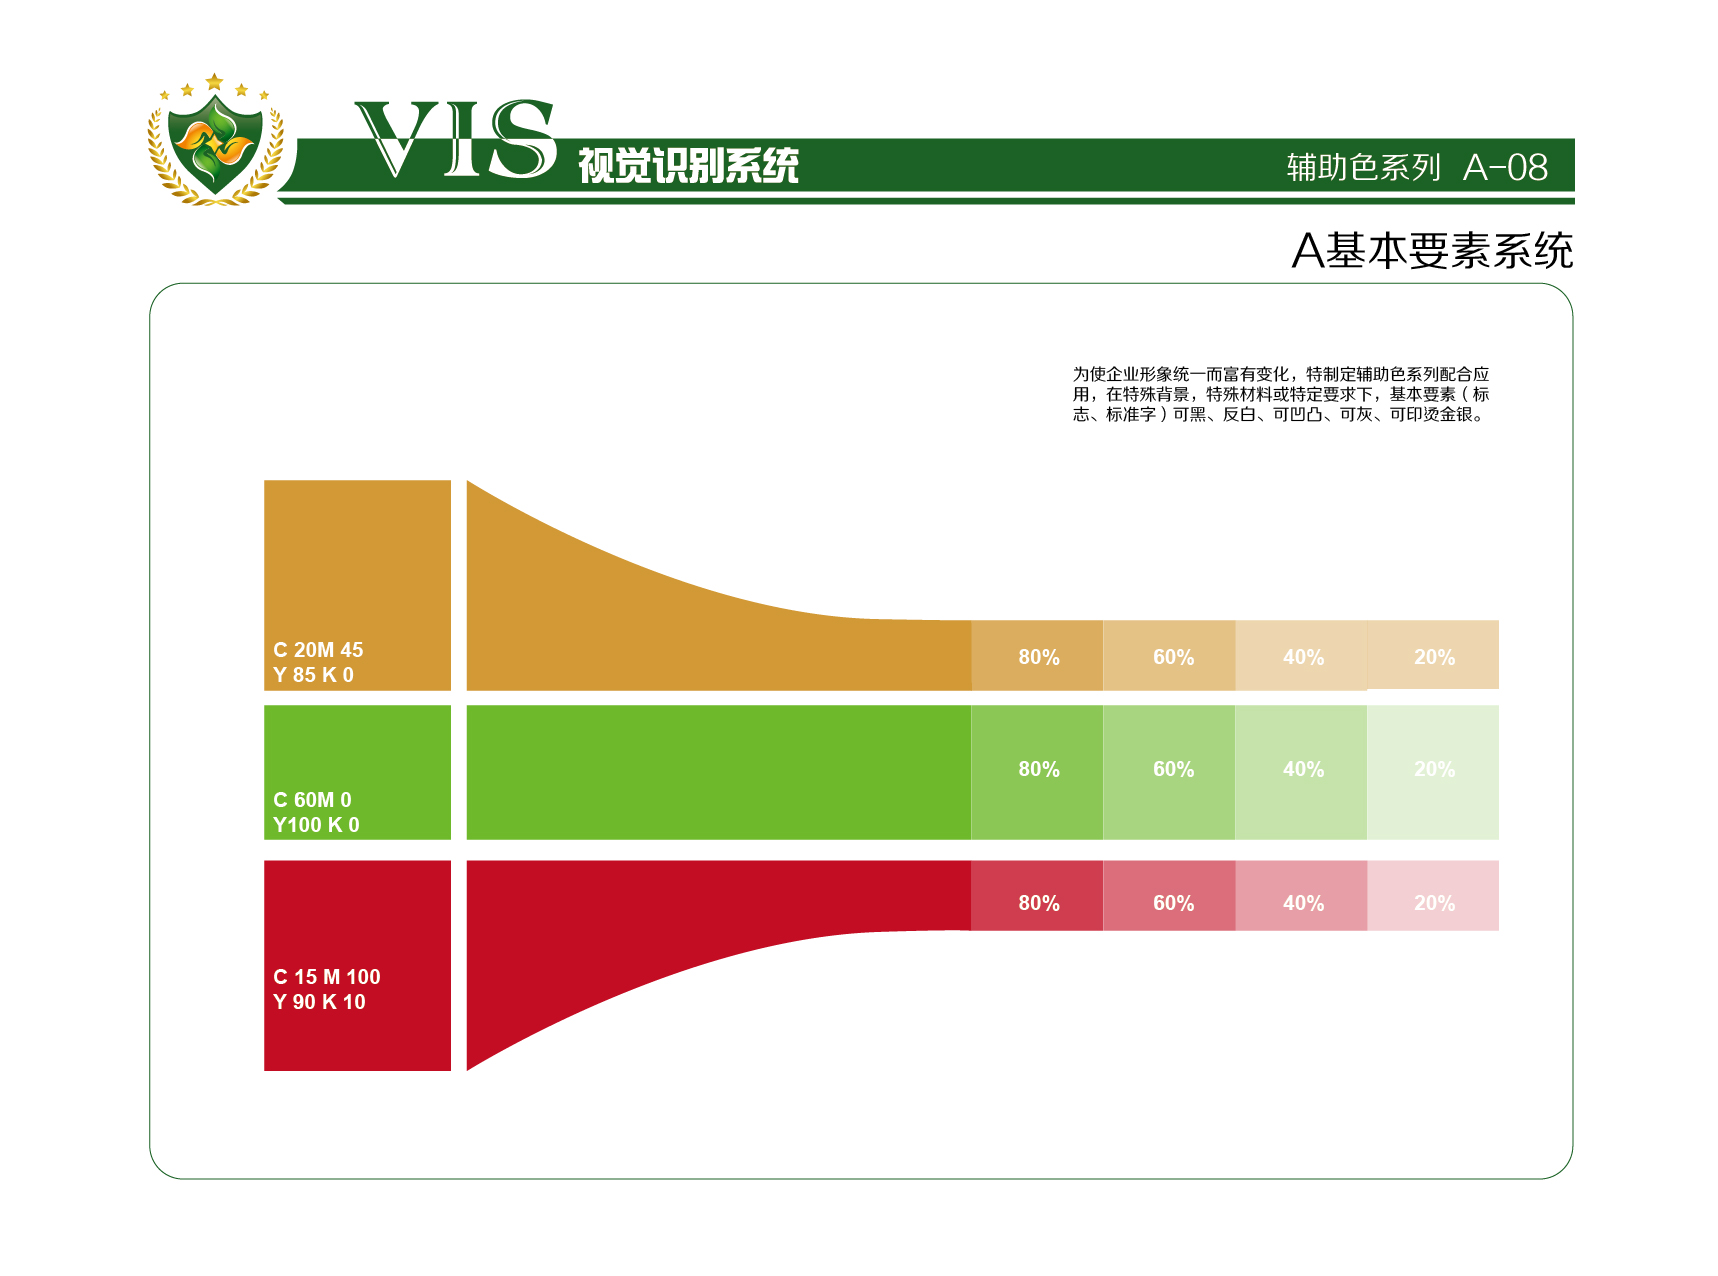 VIS 视觉识别系统
辅助色系列 A-08
A基本要素系统
为使企业形象统一而富有变化，特制定辅助色系列配合应
用，在特殊背景，特殊材料或特定要求下，基本要素（标
志、标准字）可黑、反白、可凹凸、可灰、可印烫金银。
C 20M 45
Y 85 K 0
80% 60% 40% 20%
C 60M 0
Y100 K 0
80% 60% 40% 20%
C 15 M 100
Y 90 K 10
80% 60% 40% 20%